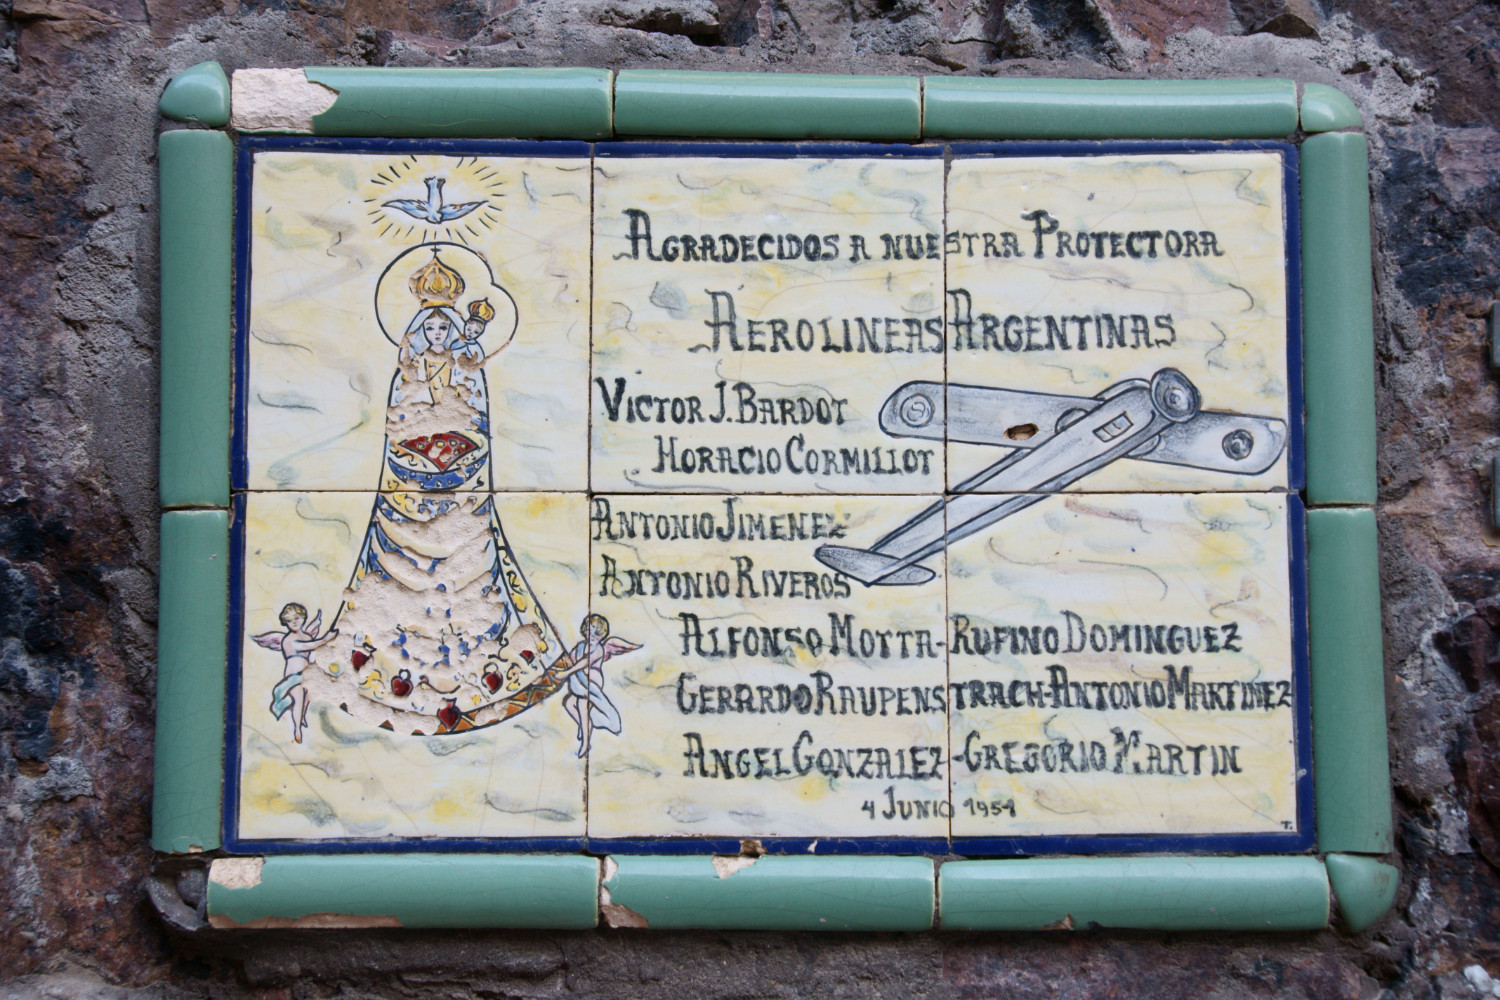 AGRADECIDOS A NUESTRA PROTECTORA
AEROLINEAS ARGENTINAS
VICTOR J. BARDOT
HORACIO CORMILLOT
ANTONIO JIMENEZ
ANTONIO RIVEROS
ALFONSO MOTTA-RUFINO DOMINGUEZ
GERARDO RAUPENSTRACH-ANTONIO MARTINEZ
ANGEL GONZALEZ-GREGORIO MARTIN
4 JUNIO 1951
T.